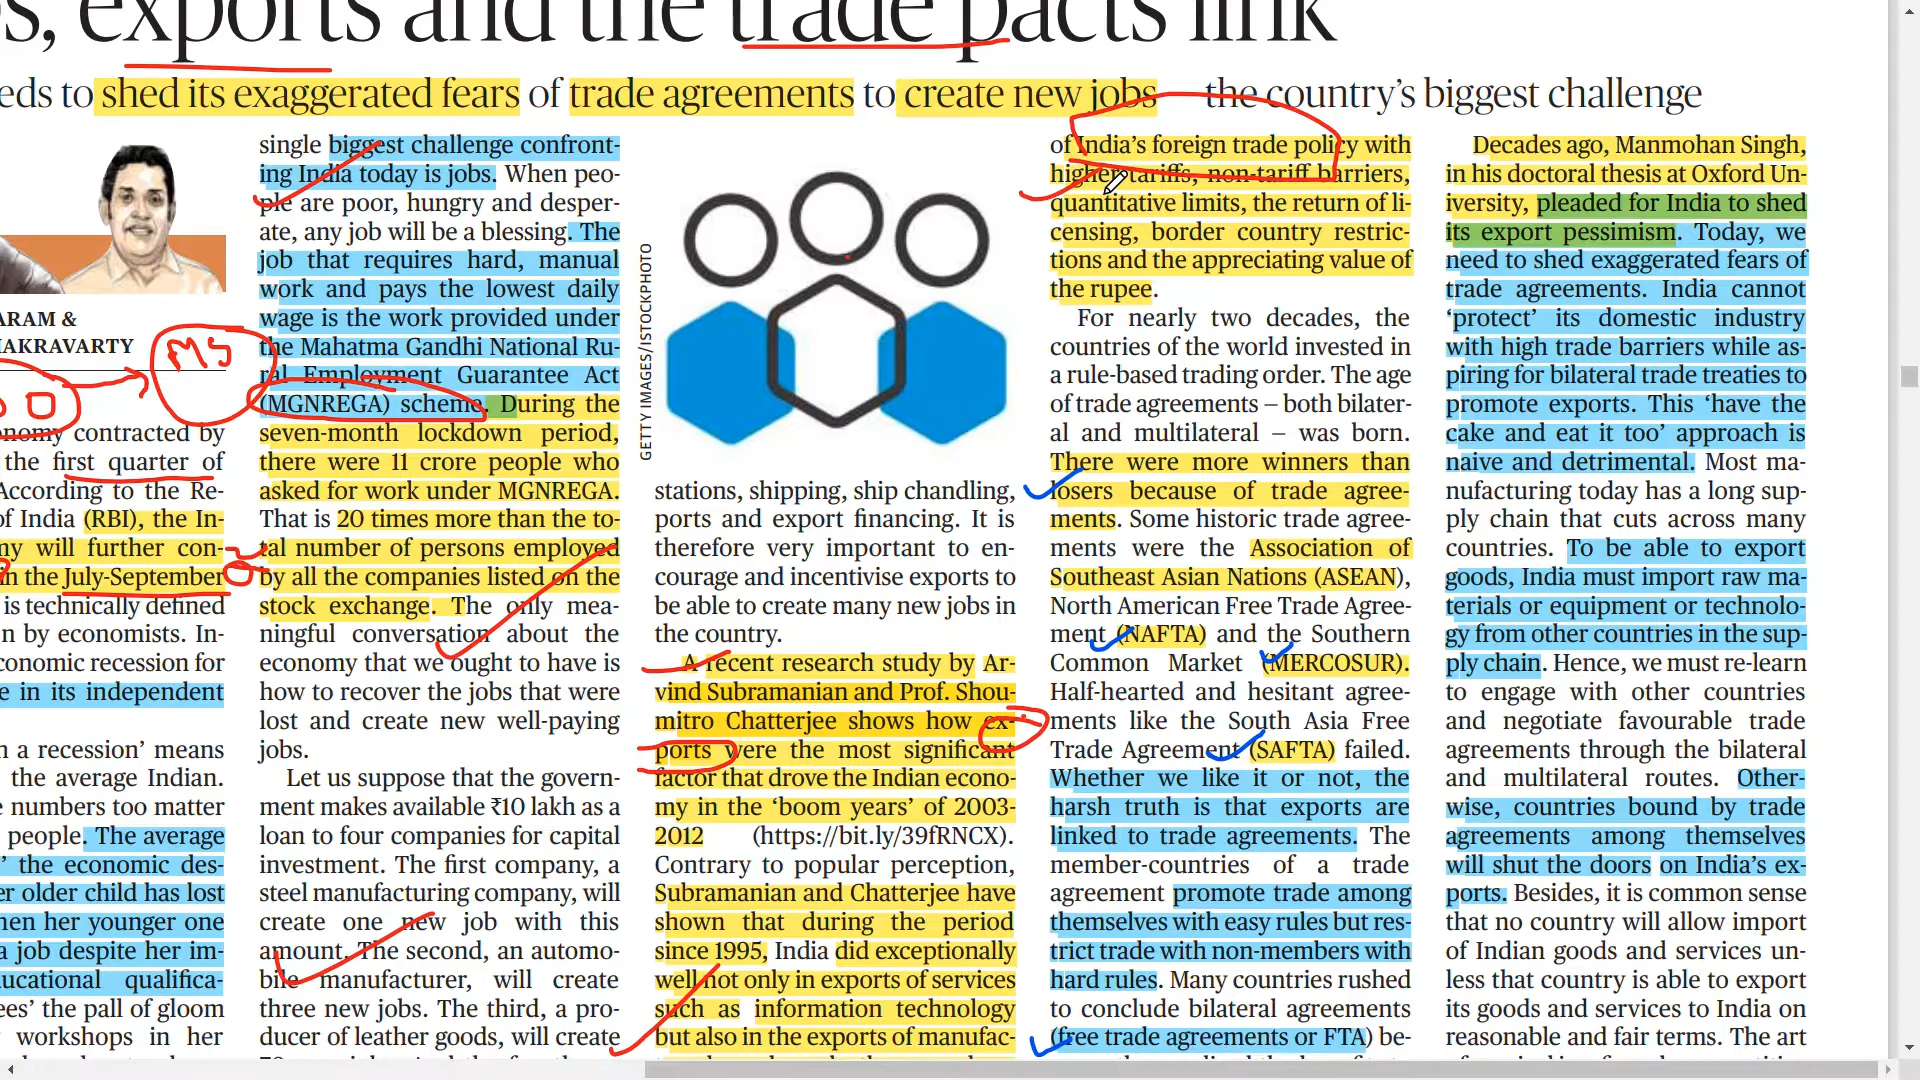 s, exports and the trade pacts link
eds to shed its exaggerated fears of trade agreements to create new jobs the country's biggest challenge
ARAM &
HAKRAVARTY
MS
onomy contracted by
the first quarter of
According to the Re-
of India (RBI), the In-
my will further con-
in the July-September
is technically defined
n by economists. In-
conomic recession for
e in its independent
n a recession' means
the average Indian.
e numbers too matter
people. The average
' the economic des-
er older child has lost
hen her younger one
a job despite her im-
ucational qualifica-
ees' the pall of gloom
workshops in her
single biggest challenge confront-
ing India today is jobs. When peo-
ple are poor, hungry and desper-
ate, any job will be a blessing. The
job that requires hard, manual
work and pays the lowest daily
wage is the work provided under
the Mahatma Gandhi National Ru-
ral Employment Guarantee Act
(MGNREGA) scheme. During the
seven-month lockdown period,
there were 11 crore people who
asked for work under MGNREGA.
That is 20 times more than the to-
tal number of persons employed
by all the companies listed on the
stock exchange. The only mea-
ningful conversation about the
economy that we ought to have is
how to recover the jobs that were
lost and create new well-paying
jobs.
Let us suppose that the govern-
ment makes available ₹10 lakh as a
loan to four companies for capital
investment. The first company, a
steel manufacturing company, will
create one new job with this
amount. The second, an automo-
bile manufacturer, will create
three new jobs. The third, a pro-
ducer of leather goods, will create
GETTY IMAGES/ISTOCKPHOTO
stations, shipping, ship chandling,
ports and export financing. It is
therefore very important to en-
courage and incentivise exports to
be able to create many new jobs in
the country.
A recent research study by Ar-
vind Subramanian and Prof. Shou-
mitro Chatterjee shows how ex-
ports were the most significant
factor that drove the Indian econo-
my in the 'boom years' of 2003-
2012 (https://bit.ly/39fRNCX).
Contrary to popular perception,
Subramanian and Chatterjee have
shown that during the period
since 1995, India did exceptionally
well not only in exports of services
such as information technology
but also in the exports of manufac-
of India's foreign trade policy with
higher tariffs, non-tariff barriers,
quantitative limits, the return of li-
censing, border country restric-
tions and the appreciating value of
the rupee.
For nearly two decades, the
countries of the world invested in
a rule-based trading order. The age
of trade agreements – both bilater-
al and multilateral – was born.
There were more winners than
losers because of trade agree-
ments. Some historic trade agree-
ments were the Association of
Southeast Asian Nations (ASEAN),
North American Free Trade Agree-
ment (NAFTA) and the Southern
Common Market (MERCOSUR).
Half-hearted and hesitant agree-
ments like the South Asia Free
Trade Agreement (SAFTA) failed.
Whether we like it or not, the
harsh truth is that exports are
linked to trade agreements. The
member-countries of a trade
agreement promote trade among
themselves with easy rules but res-
trict trade with non-members with
hard rules. Many countries rushed
to conclude bilateral agreements
(free trade agreements or FTA) be-
Decades ago, Manmohan Singh,
in his doctoral thesis at Oxford Un-
iversity, pleaded for India to shed
its export pessimism. Today, we
need to shed exaggerated fears of
trade agreements. India cannot
'protect' its domestic industry
with high trade barriers while as-
piring for bilateral trade treaties to
promote exports. This 'have the
cake and eat it too' approach is
naive and detrimental. Most ma-
nufacturing today has a long sup-
ply chain that cuts across many
countries. To be able to export
goods, India must import raw ma-
terials or equipment or technolo-
gy from other countries in the sup-
ply chain. Hence, we must re-learn
to engage with other countries
and negotiate favourable trade
agreements through the bilateral
and multilateral routes. Other-
wise, countries bound by trade
agreements among themselves
will shut the doors on India's ex-
ports. Besides, it is common sense
that no country will allow import
of Indian goods and services un-
less that country is able to export
its goods and services to India on
reasonable and fair terms. The art